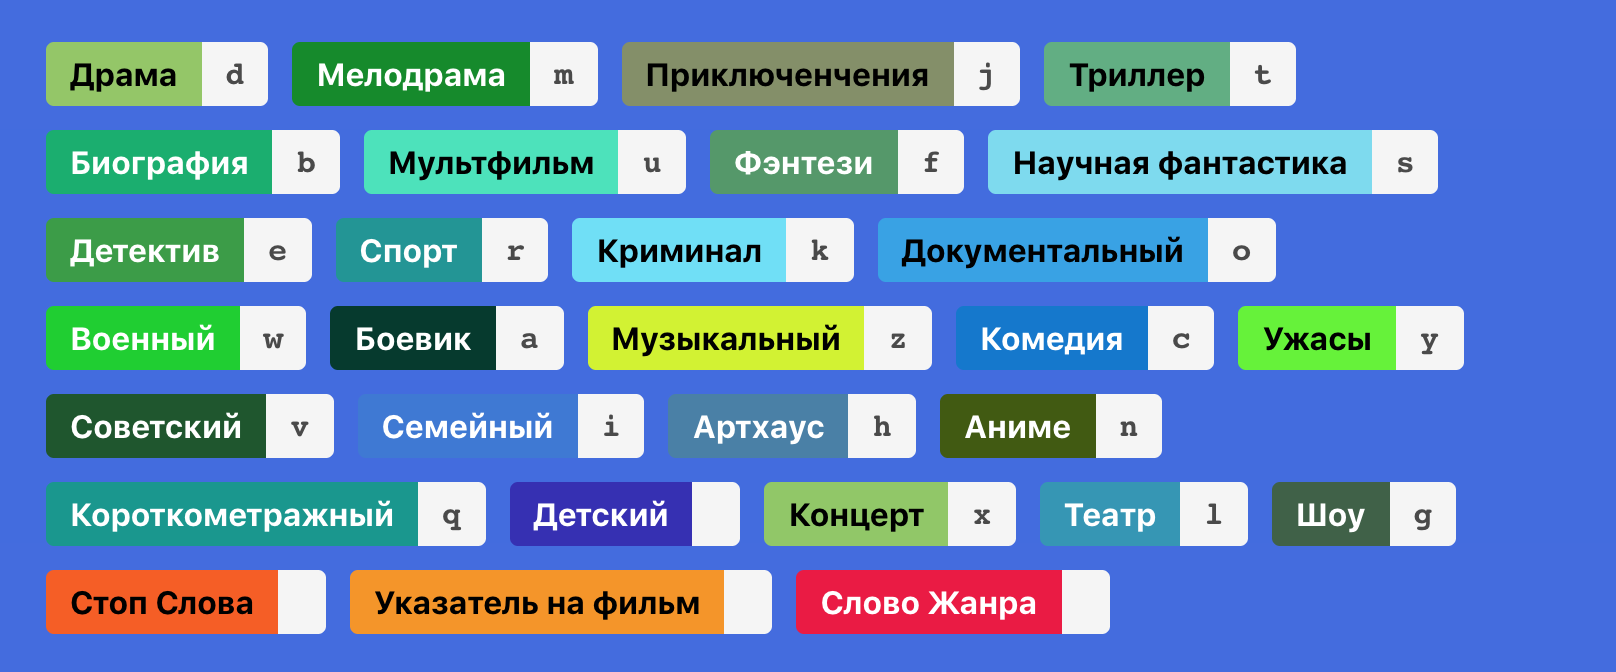 Драма d Мелодрама m Приключенчения j Триллер t
Биография b Мультфильм u Фэнтези f Научная фантастика s
Детектив e Спорт r Криминал k Документальный o
Военный w Боевик a Музыкальный z Комедия c Ужасы y
Советский v Семейный i Артхаус h Аниме n
Короткометражный q Детский Концерт x Театр l Шоу g
Стоп Слова Указатель на фильм Слово Жанра